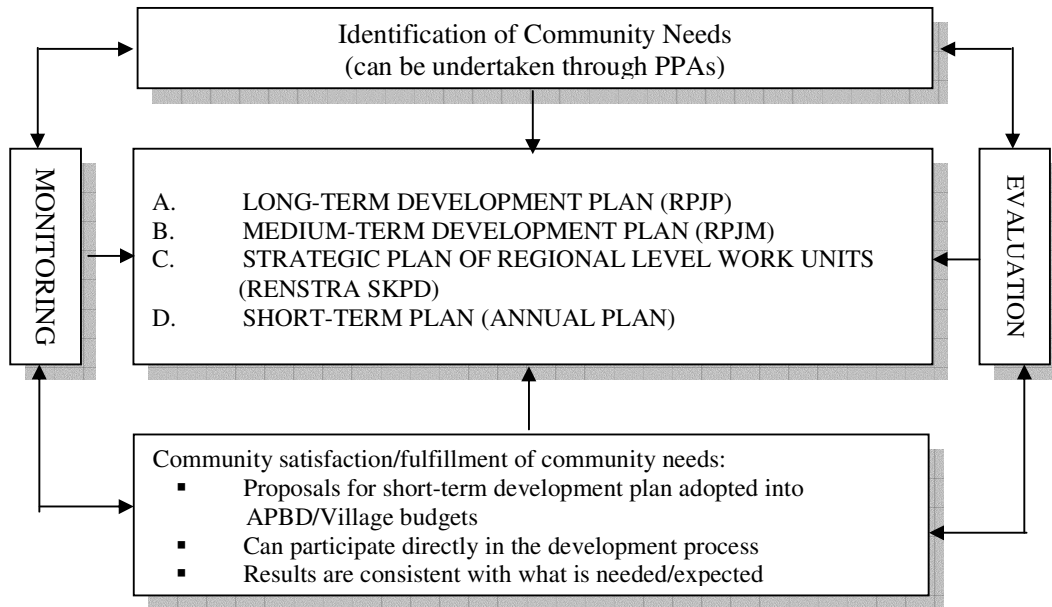 Identification of Community Needs
(can be undertaken through PPAs)
MONITORING
A. LONG-TERM DEVELOPMENT PLAN (RPJP)
B. MEDIUM-TERM DEVELOPMENT PLAN (RPJM)
C. STRATEGIC PLAN OF REGIONAL LEVEL WORK UNITS
(RENSTRA SKPD)
D. SHORT-TERM PLAN (ANNUAL PLAN)
EVALUATION
Community satisfaction/fulfillment of community needs:
▪ Proposals for short-term development plan adopted into
APBD/Village budgets
▪ Can participate directly in the development process
▪ Results are consistent with what is needed/expected